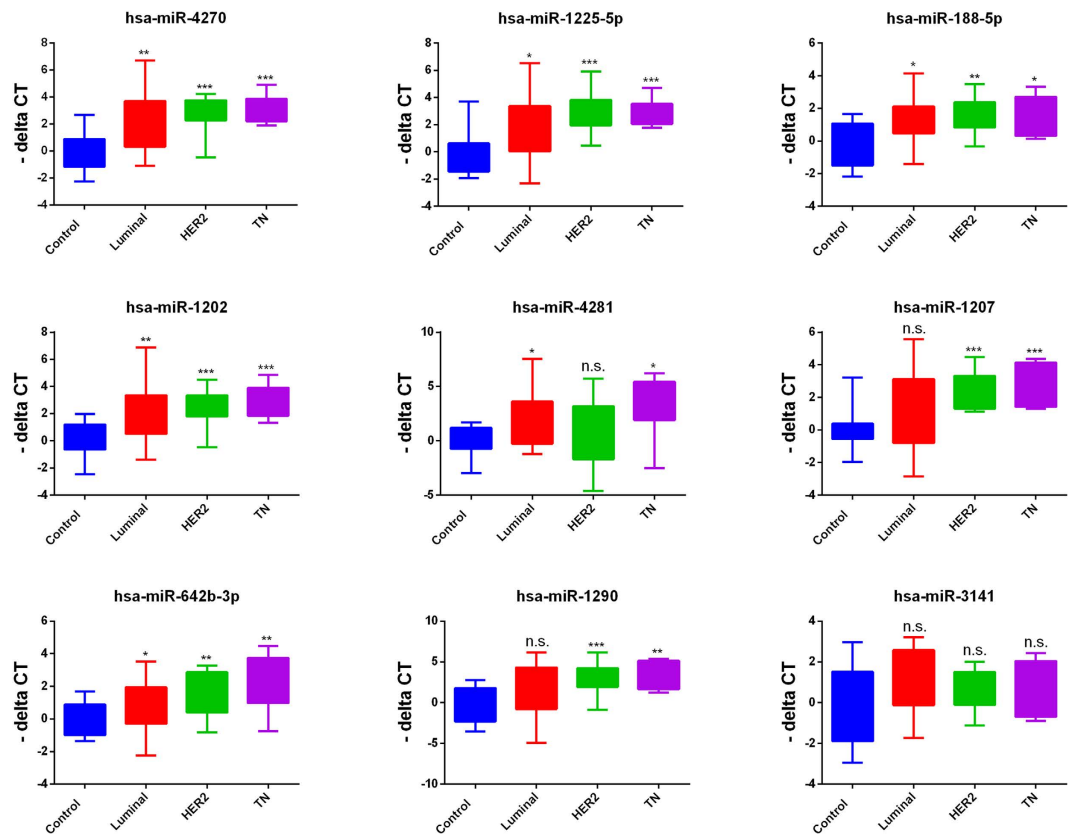 hsa-miR-4270
- delta CT
8
6
4
2
0
-2
-4
**
***
***
Control
Luminal
HER2
TN
hsa-miR-1225-5p
- delta CT
8
6
4
2
0
-2
-4
*
***
***
Control
Luminal
HER2
TN
hsa-miR-188-5p
- delta CT
6
4
2
0
-2
-4
*
**
*
Control
Luminal
HER2
TN
hsa-miR-1202
- delta CT
8
6
4
2
0
-2
-4
**
***
***
Control
Luminal
HER2
TN
hsa-miR-4281
- delta CT
10
5
0
-5
*
n.s.
*
Control
Luminal
HER2
TN
hsa-miR-1207
- delta CT
6
4
2
0
-2
-4
n.s.
***
***
Control
Luminal
HER2
TN
hsa-miR-642b-3p
- delta CT
6
4
2
0
-2
-4
*
**
**
Control
Luminal
HER2
TN
hsa-miR-1290
- delta CT
10
5
0
-5
-10
n.s.
***
**
Control
Luminal
HER2
TN
hsa-miR-3141
- delta CT
4
2
0
-2
-4
n.s.
n.s.
n.s.
Control
Luminal
HER2
TN